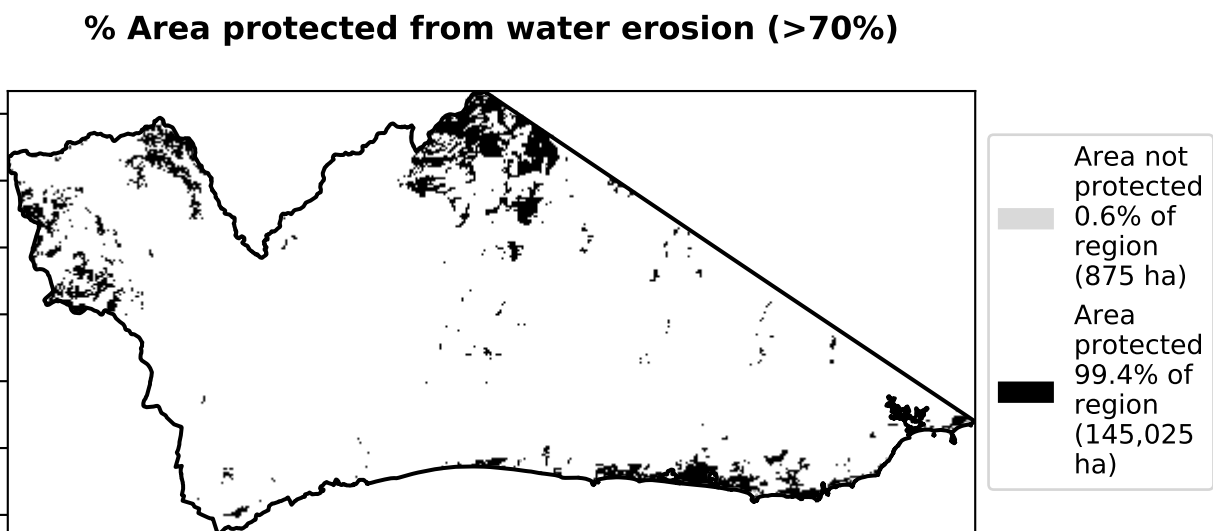 % Area protected from water erosion (>70%)
Area not
protected
0.6% of
region
(875 ha)
Area
protected
99.4% of
region
(145,025
ha)